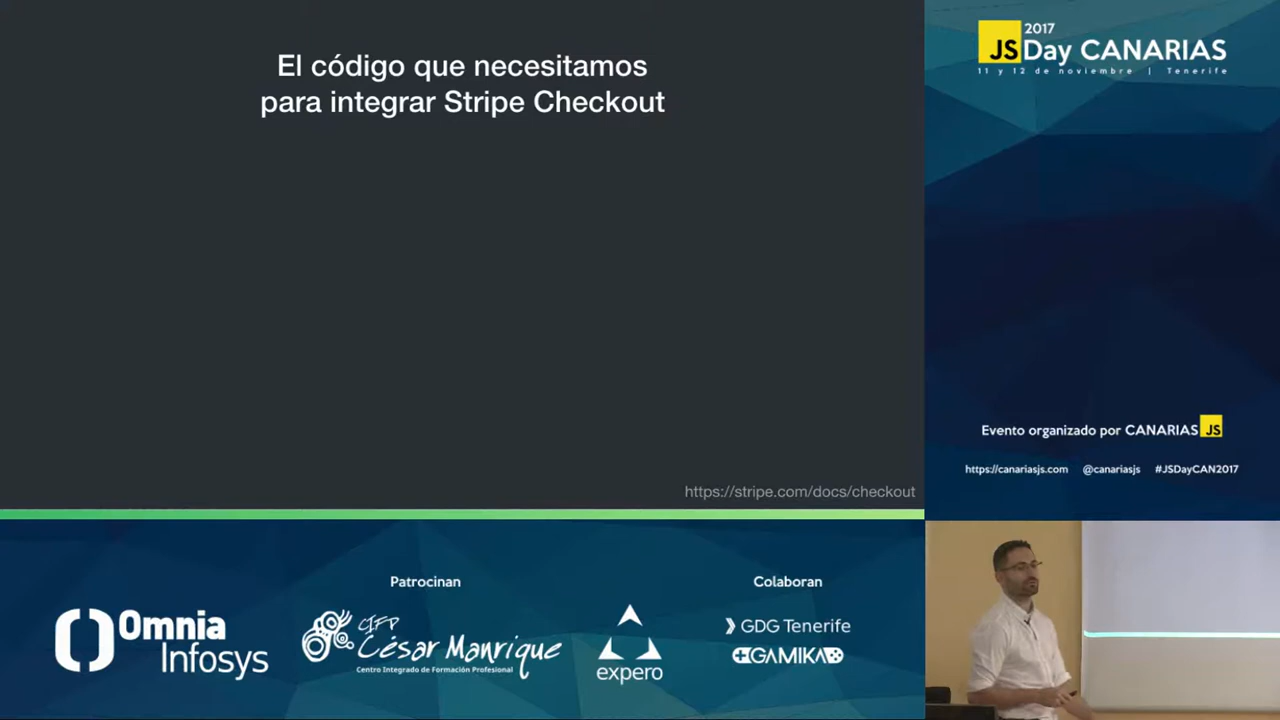 El código que necesitamos
para integrar Stripe Checkout
https://stripe.com/docs/checkout
2017
JSDay CANARIAS
11 y 12 de noviembre | Tenerife
Evento organizado por CANARIAS JS
https://canariasjs.com @canariasjs #JSDayCAN2017
Patrocinan
Omnia
Infosys
CIFP
César Manrique
Centro Integrado de Formación Profesional
expero
Colaboran
GDG Tenerife
GAMIKA